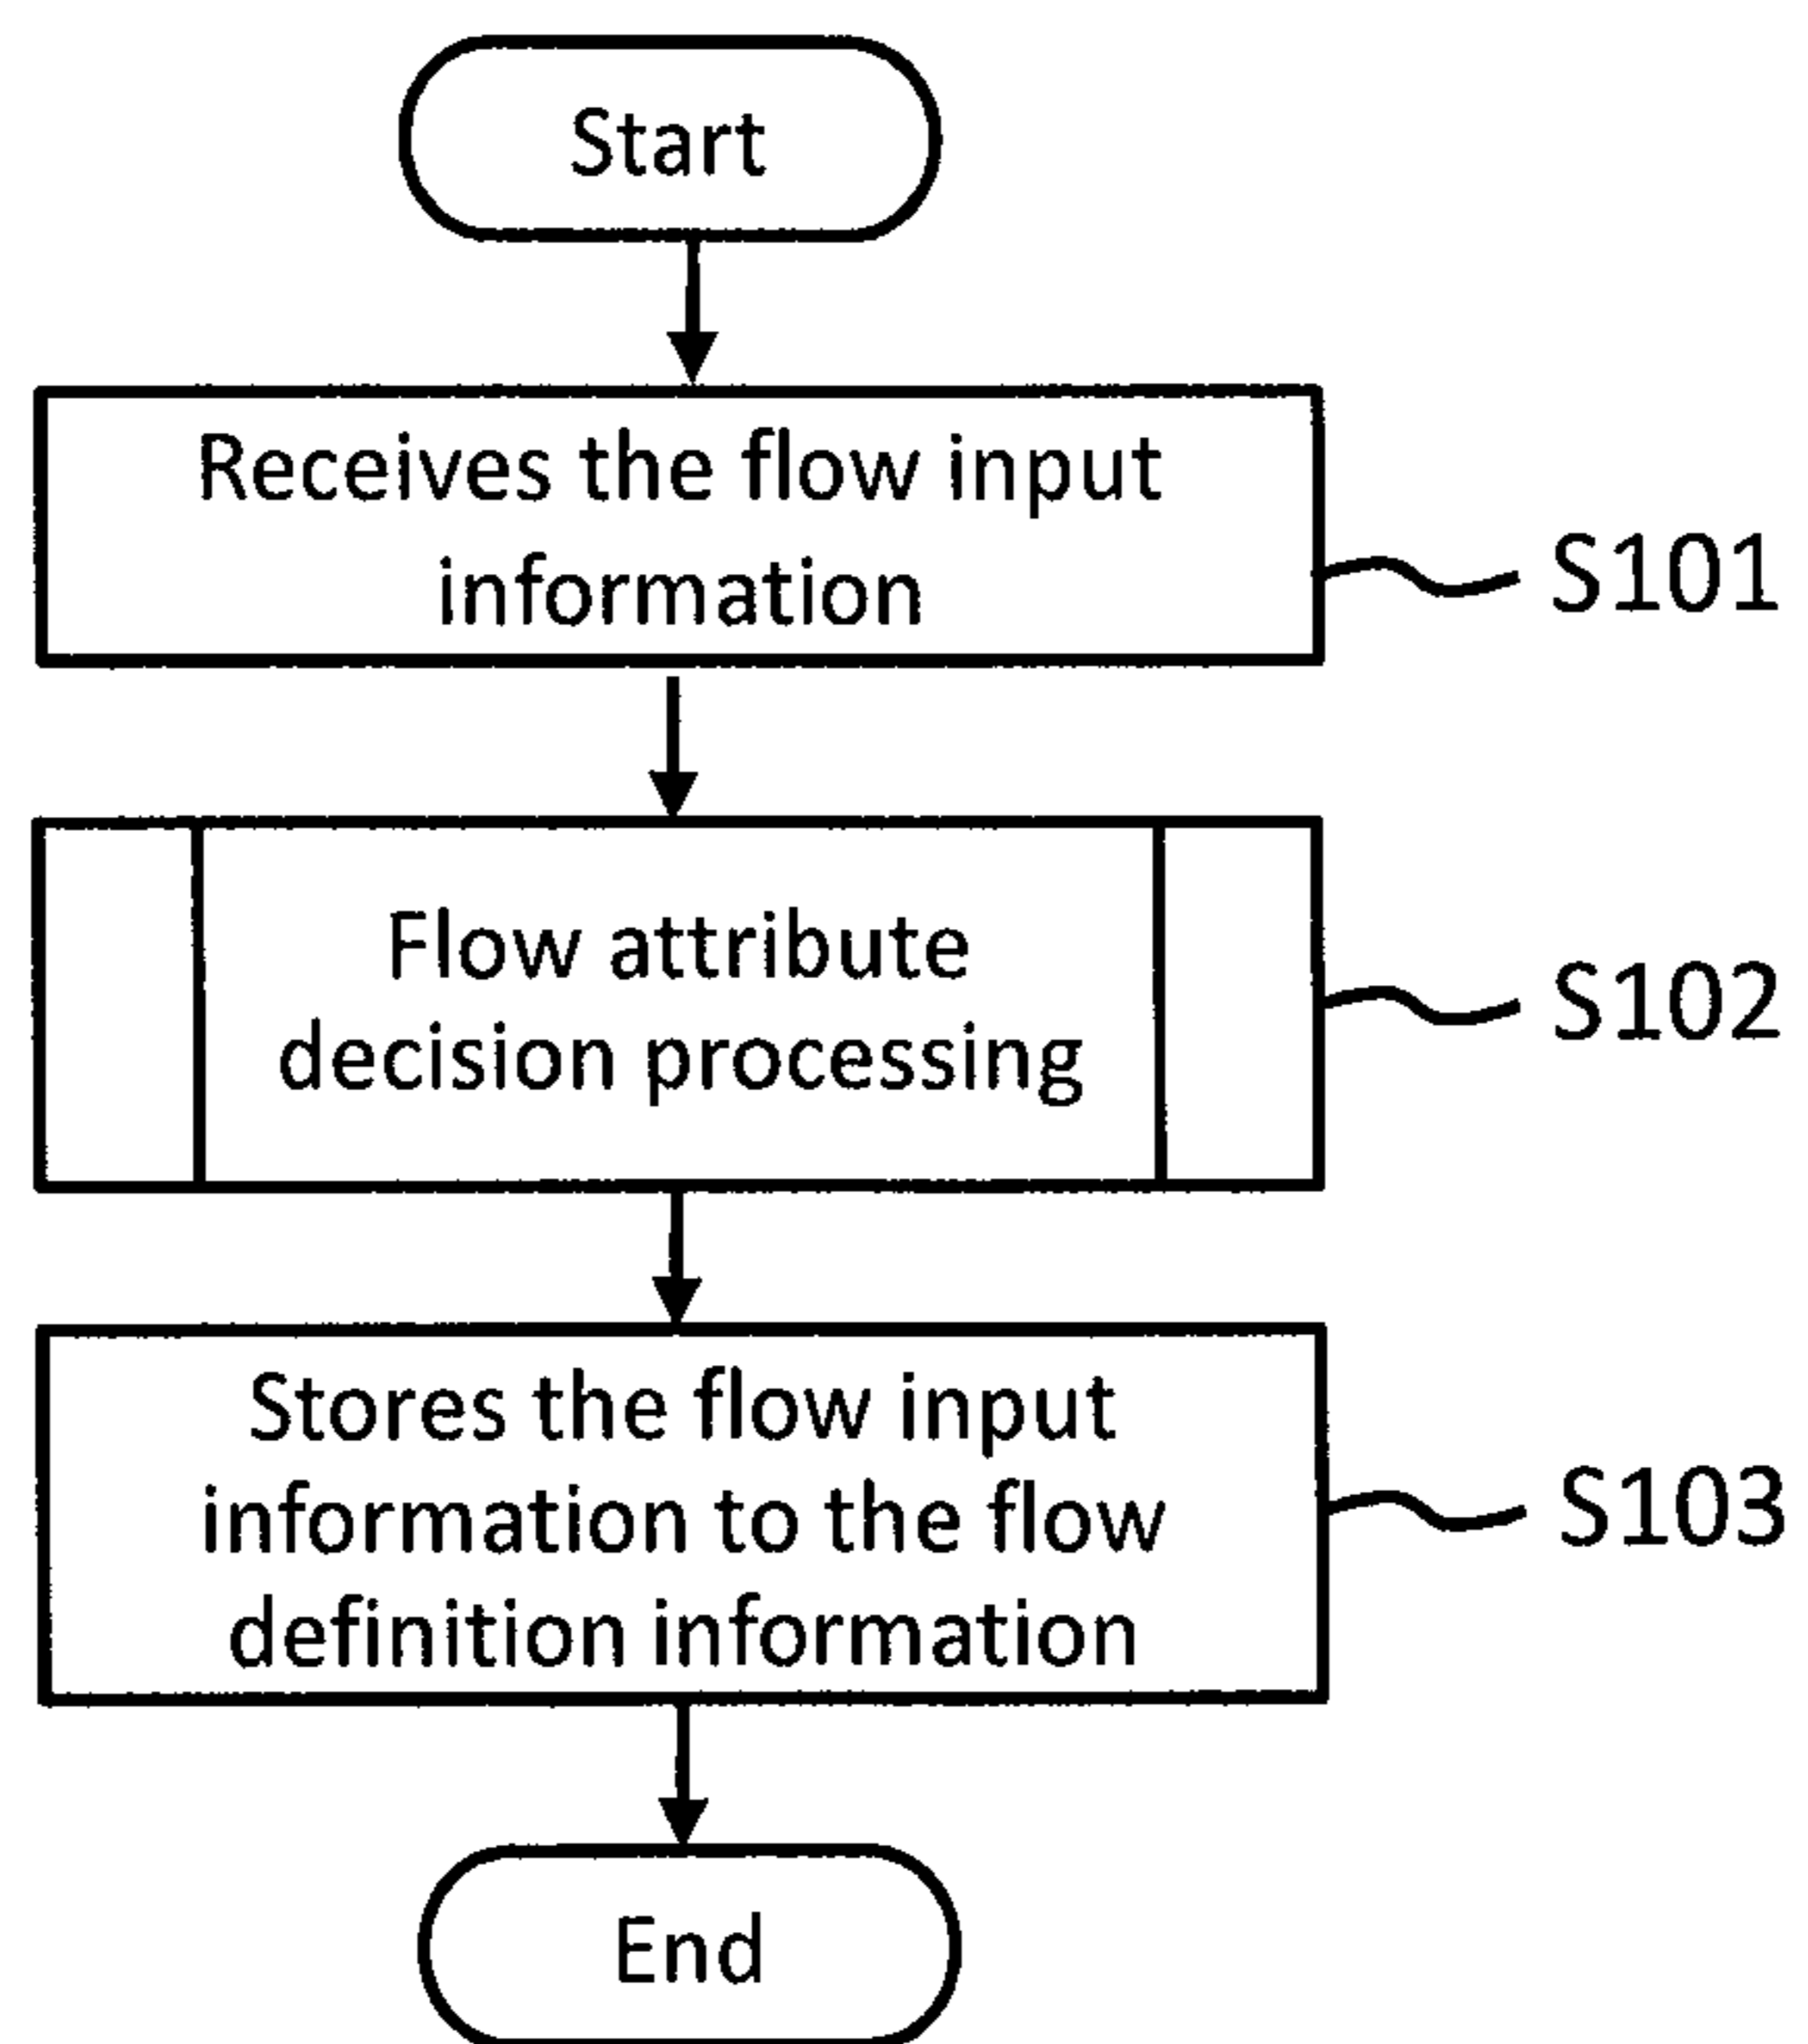 Start
Receives the flow input
information
S101
Flow attribute
decision processing
S102
Stores the flow input
information to the flow
definition information
S103
End